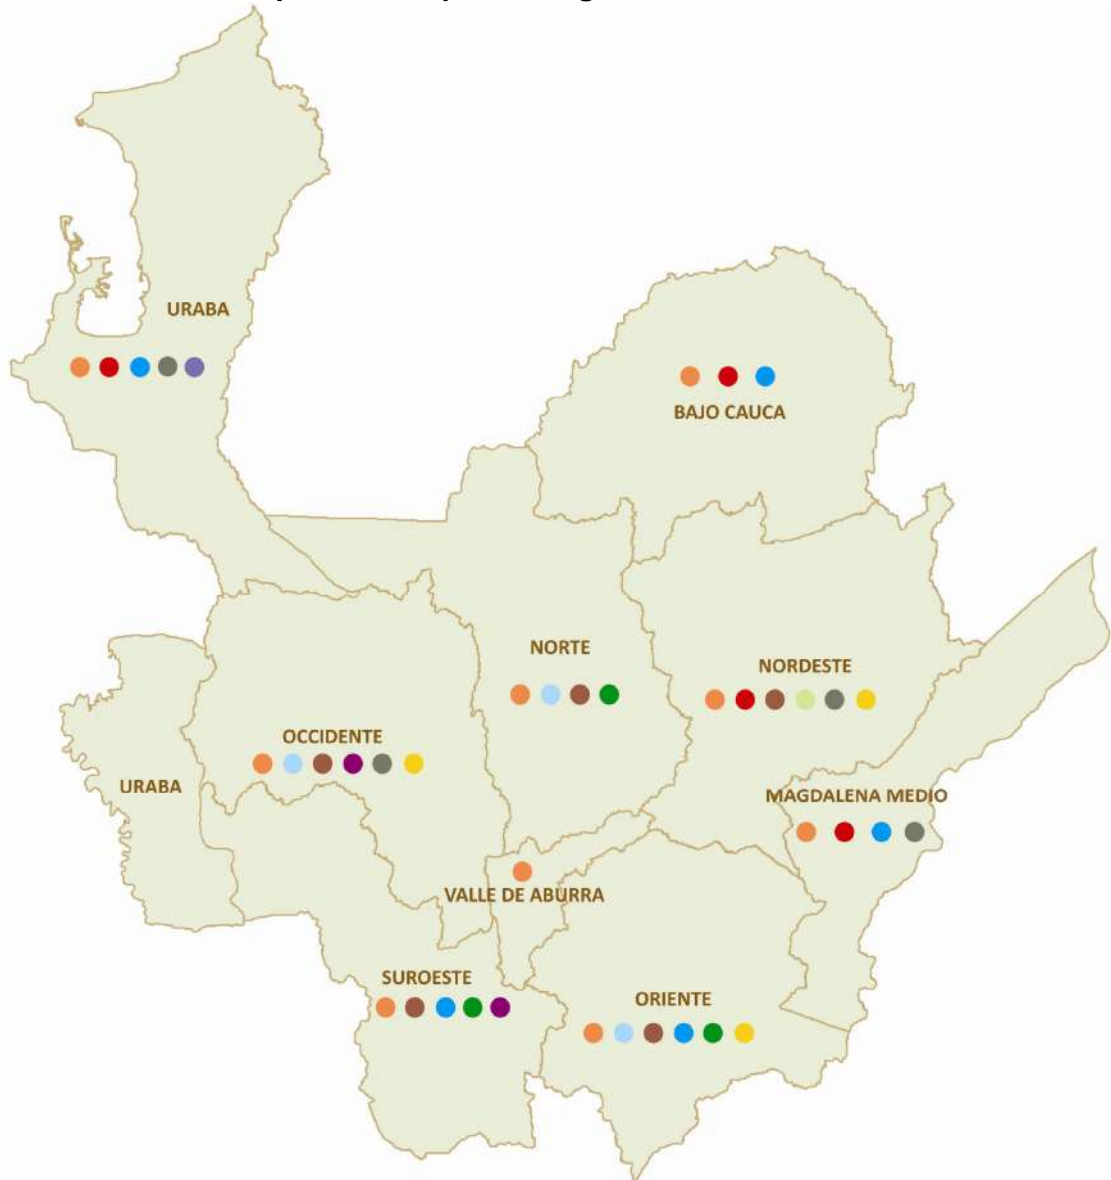 URABA
BAJO CAUCA
NORTE
NORDESTE
OCCIDENTE
URABA
MAGDALENA MEDIO
VALLE DE ABURRA
SUROESTE
ORIENTE